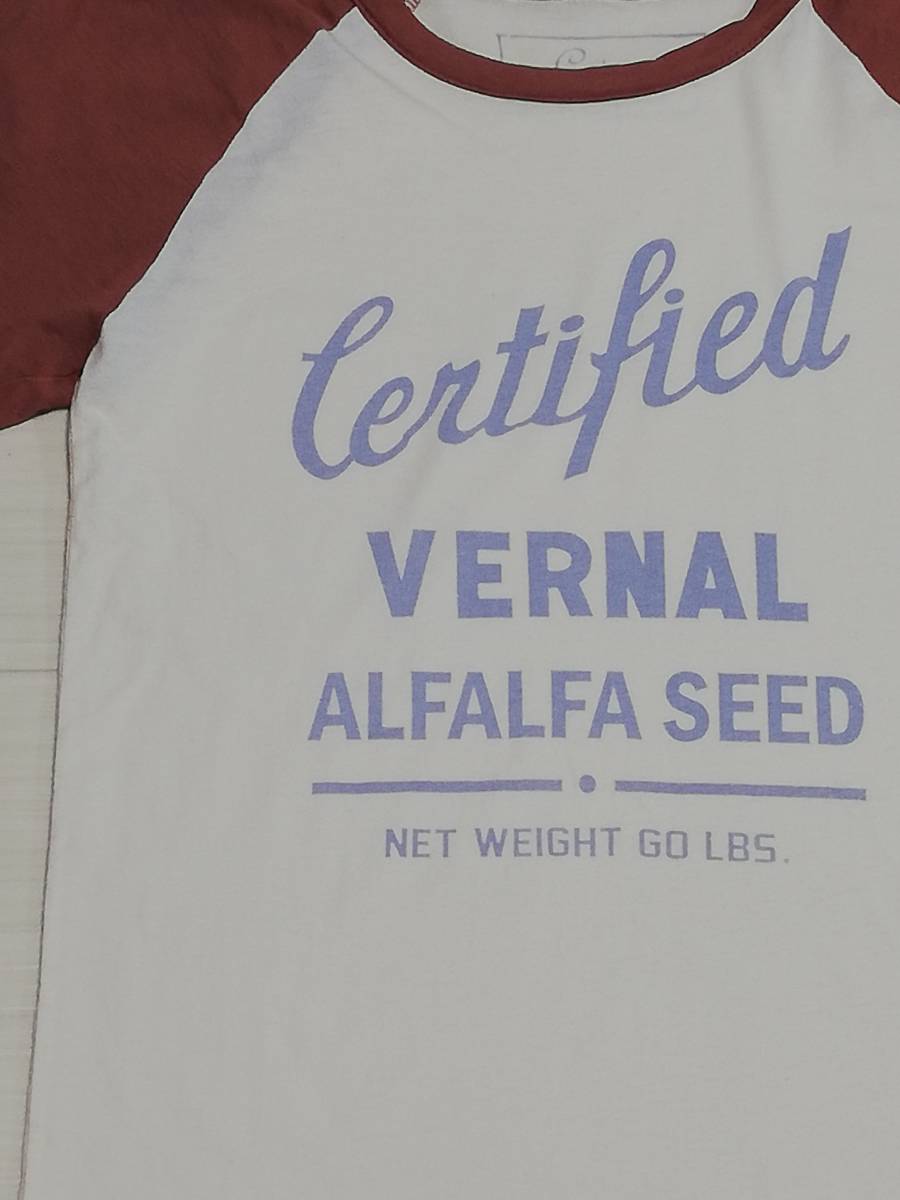 Certified
VERNAL
ALFALFA SEED
NET WEIGHT GO LBS.